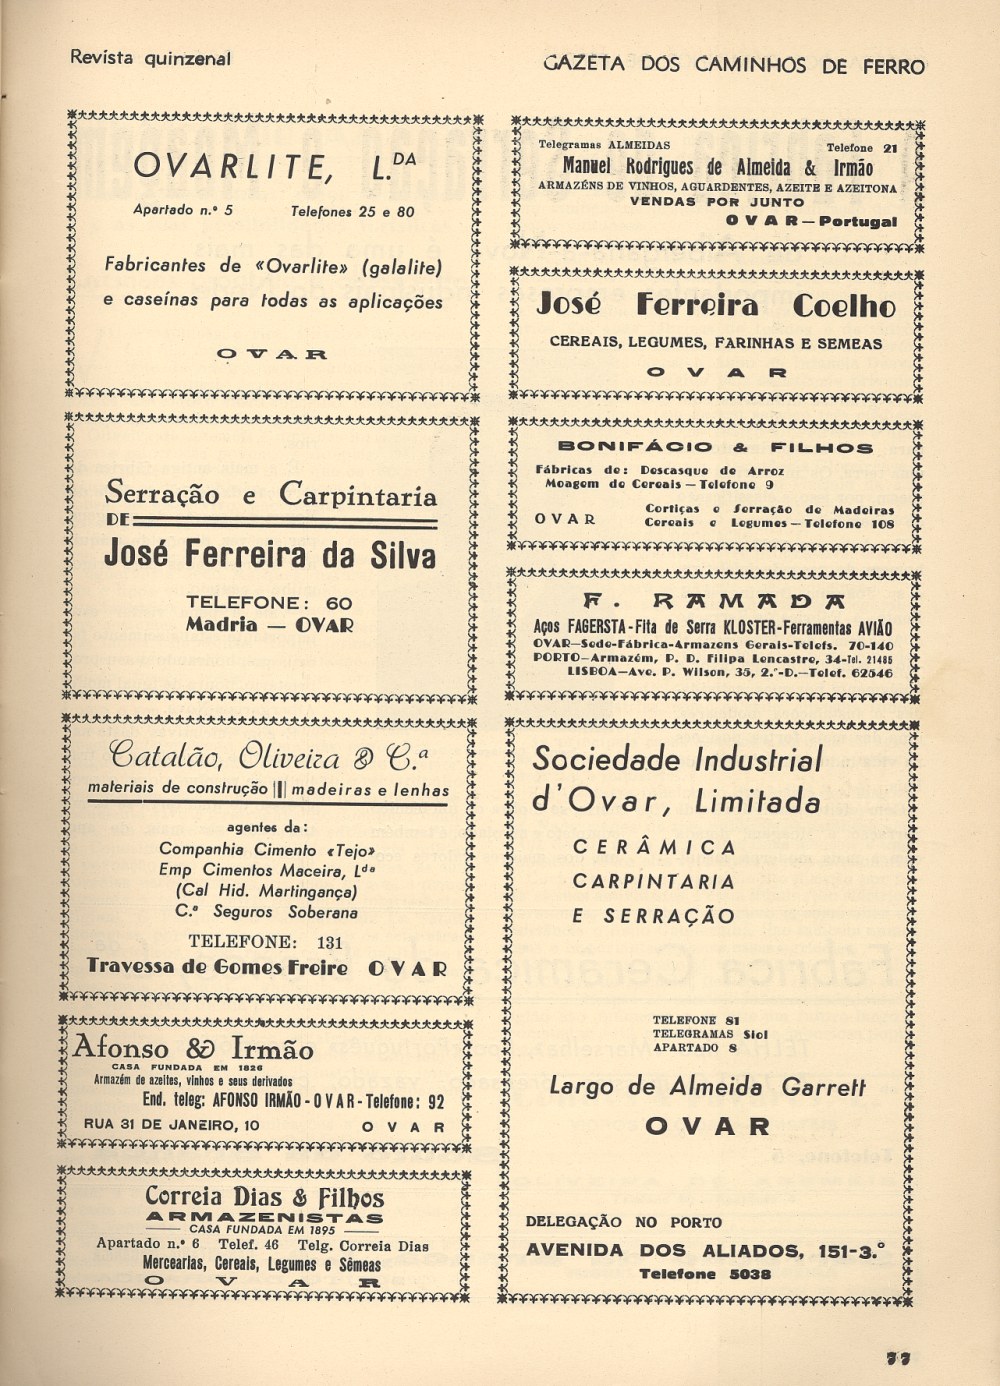 Revista quinzenal
GAZETA DOS CAMINHOS DE FERRO
OVARLITE, L.DA
Apartado n.º 5 Telefones 25 e 80
Fabricantes de «Ovarlite» (galalite)
e caseínas para todas as aplicações
OVAR
Serração e Carpintaria
DE
José Ferreira da Silva
TELEFONE: 60
Madria — OVAR
Catalão, Oliveira & C.ª
materiais de construção || madeiras e lenhas
agentes da:
Companhia Cimento «Tejo»
Emp Cimentos Maceira, Lda
(Cal Hid. Martingança)
C.ª Seguros Soberana
TELEFONE: 131
Travessa de Gomes Freire OVAR
Afonso & Irmão
CASA FUNDADA EM 1826
Armazém de azeites, vinhos e seus derivados
End. teleg: AFONSO IRMÃO - OVAR - Telefone: 92
RUA 31 DE JANEIRO, 10 OVAR
Correia Dias & Filhos
ARMAZENISTAS
CASA FUNDADA EM 1895
Apartado n.º 6 Telef. 46 Telg. Correia Dias
Mercearias, Cereais, Legumes e Sêmeas
OVAR
Telegramas ALMEIDAS Telefone 21
Manuel Rodrigues de Almeida & Irmão
ARMAZÉNS DE VINHOS, AGUARDENTES, AZEITE E AZEITONA
VENDAS POR JUNTO
OVAR — Portugal
José Ferreira Coelho
CEREAIS, LEGUMES, FARINHAS E SEMEAS
OVAR
BONIFÁCIO & FILHOS
Fábricas de: Descasque de Arroz
Moagem de Cereais — Telefone 9
OVAR
Cortiças e Serração de Madeiras
Cereais e Legumes — Telefone 108
F. RAMADA
Aços FAGERSTA - Fita de Serra KLOSTER - Ferramentas AVIÃO
OVAR—Sede-Fábrica-Armazens Gerais-Telefs. 70-140
PORTO—Armazém, P. D. Filipa Lencastre, 34-Tel. 21485
LISBOA—Ave. P. Wilson, 35, 2.º-D.—Telef. 62546
Sociedade Industrial
d'Ovar, Limitada
CERÂMICA
CARPINTARIA
E SERRAÇÃO
TELEFONE 81
TELEGRAMAS Siol
APARTADO 8
Largo de Almeida Garrett
OVAR
DELEGAÇÃO NO PORTO
AVENIDA DOS ALIADOS, 151-3.º
Telefone 5038
77